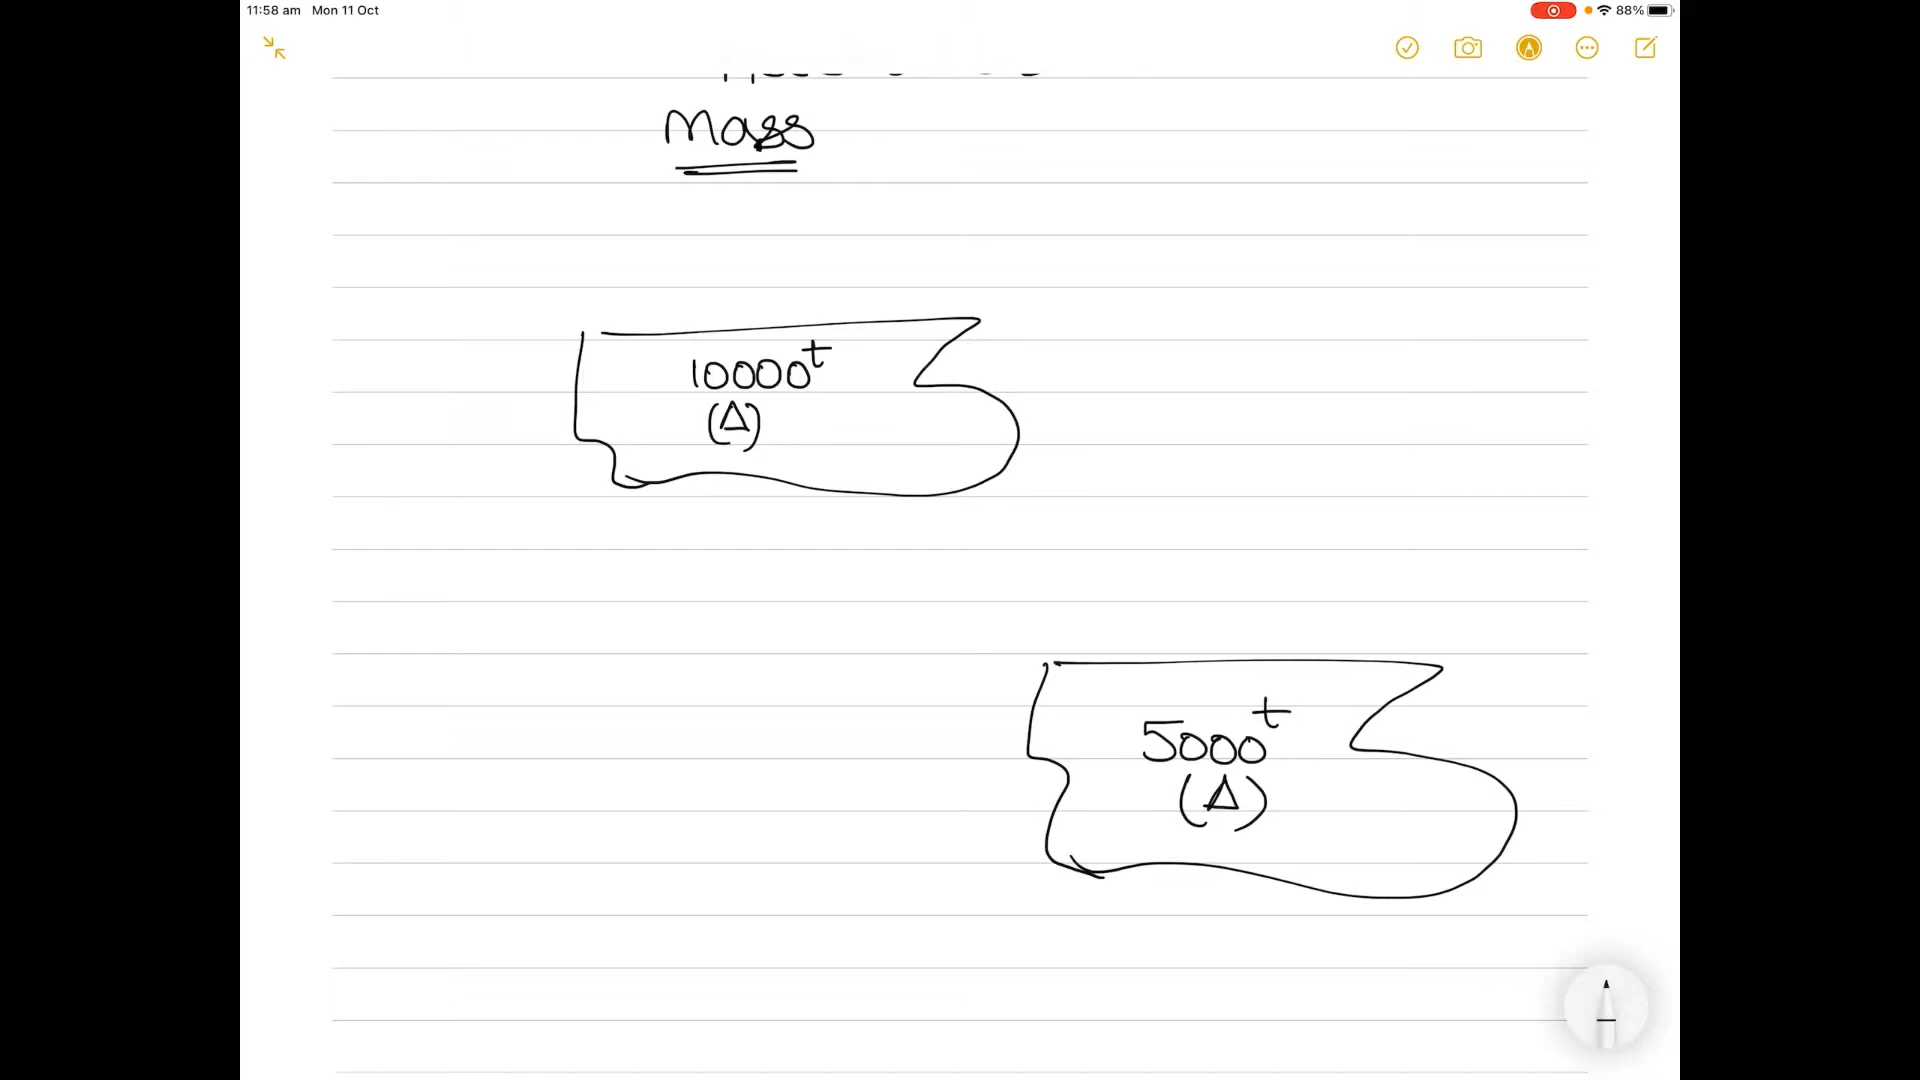 11:58 am Mon 11 Oct
88%
Mass
10000t
(Δ)
5000t
(Δ)